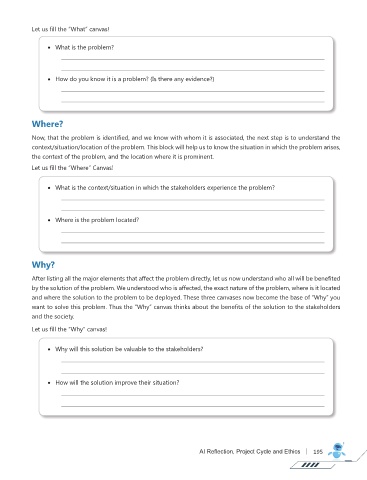 Let us fill the "What" canvas!
• What is the problem?
• How do you know it is a problem? (Is there any evidence?)
Where?
Now, that the problem is identified, and we know with whom it is associated, the next step is to understand the
context/situation/location of the problem. This block will help us to know the situation in which the problem arises,
the context of the problem, and the location where it is prominent.
Let us fill the "Where" Canvas!
• What is the context/situation in which the stakeholders experience the problem?
• Where is the problem located?
Why?
After listing all the major elements that affect the problem directly, let us now understand who all will be benefited
by the solution of the problem. We understood who is affected, the exact nature of the problem, where is it located
and where the solution to the problem to be deployed. These three canvases now become the base of "Why" you
want to solve this problem. Thus the "Why" canvas thinks about the benefits of the solution to the stakeholders
and the society.
Let us fill the "Why" canvas!
• Why will this solution be valuable to the stakeholders?
• How will the solution improve their situation?
AI Reflection, Project Cycle and Ethics | 195